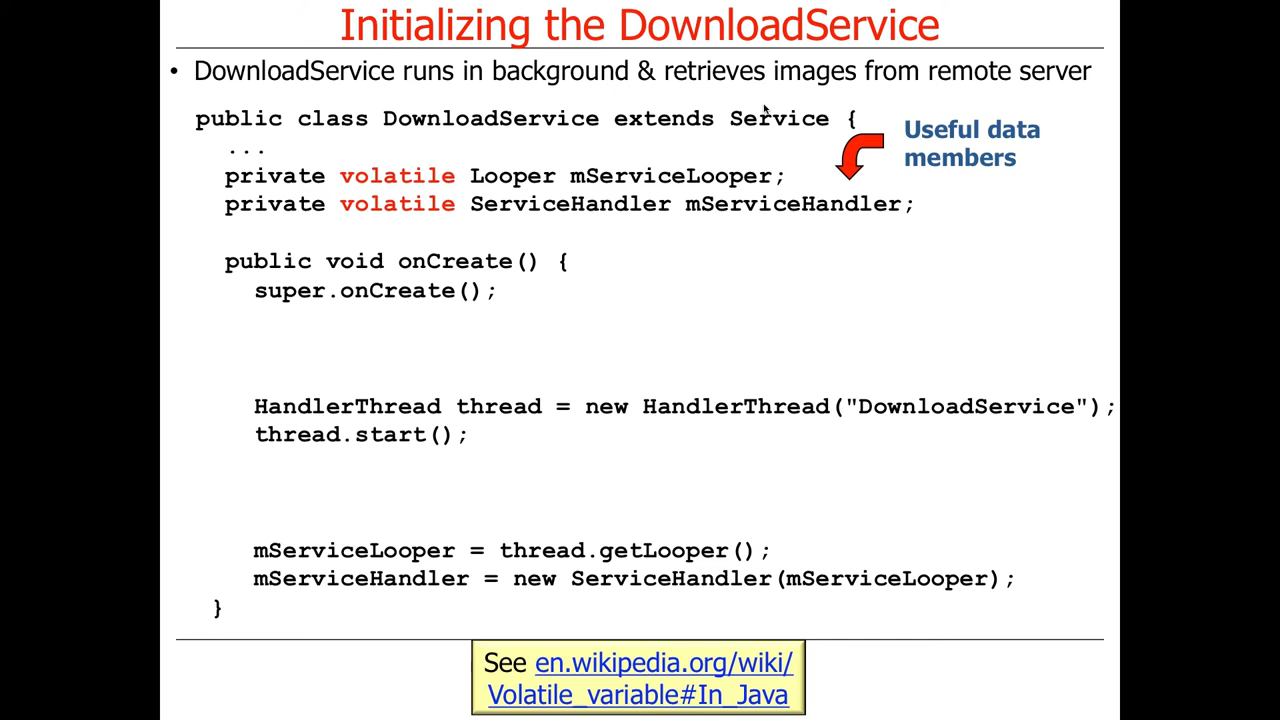 Initializing the DownloadService
• DownloadService runs in background & retrieves images from remote server
public class DownloadService extends Service {
...
Useful data
members
private volatile Looper mServiceLooper;
private volatile ServiceHandler mServiceHandler;
public void onCreate() {
super.onCreate();
HandlerThread thread = new HandlerThread("DownloadService");
thread.start();
mServiceLooper = thread.getLooper();
mServiceHandler = new ServiceHandler(mServiceLooper);
}
See en.wikipedia.org/wiki/
Volatile_variable#In_Java